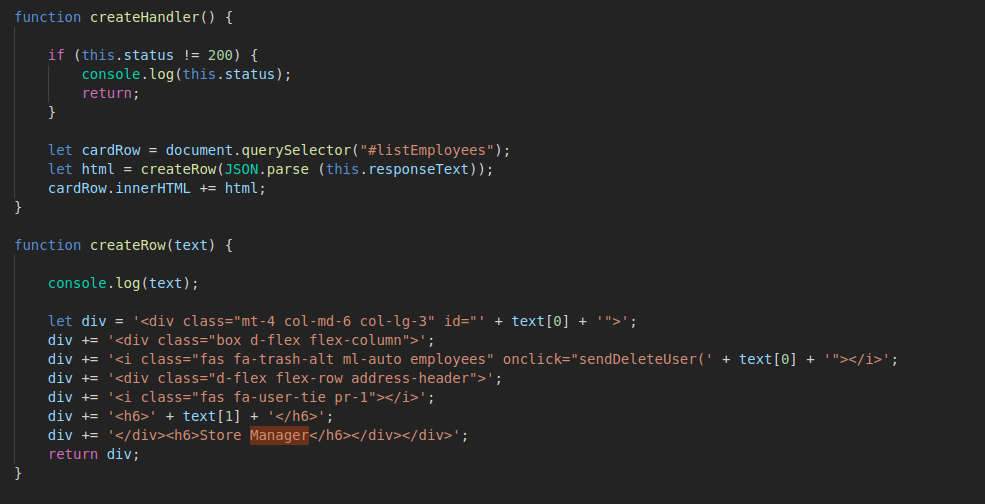 function createHandler() {
if (this.status != 200) {
console.log(this.status);
return;
}
let cardRow = document.querySelector("#listEmployees");
let html = createRow(JSON.parse (this.responseText));
cardRow.innerHTML += html;
}
function createRow(text) {
console.log(text);
let div = '<div class="mt-4 col-md-6 col-lg-3" id="' + text[0] + '">';
div += '<div class="box d-flex flex-column">';
div += '<i class="fas fa-trash-alt ml-auto employees" onclick="sendDeleteUser(' + text[0] + '"></i>';
div += '<div class="d-flex flex-row address-header">';
div += '<i class="fas fa-user-tie pr-1"></i>';
div += '<h6>' + text[1] + '</h6>';
div += '</div><h6>Store Manager</h6></div></div>';
return div;
}